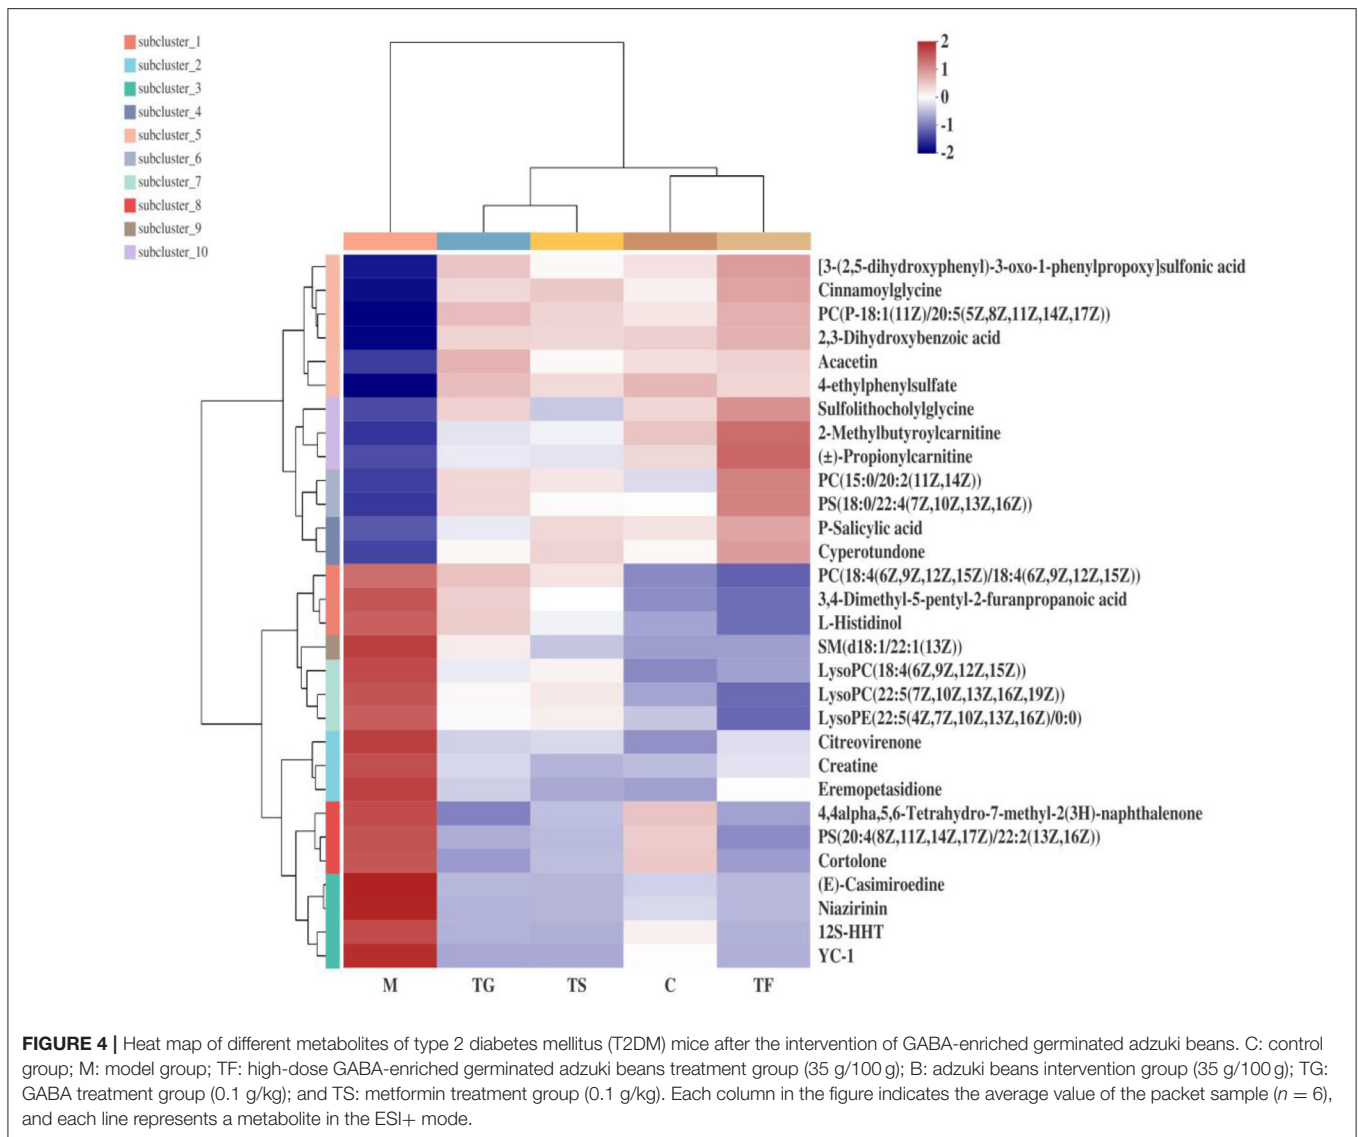 subcluster_1
subcluster_2
subcluster_3
subcluster_4
subcluster_5
subcluster_6
subcluster_7
subcluster_8
subcluster_9
subcluster_10
2
1
0
-1
-2
[3-(2,5-dihydroxyphenyl)-3-oxo-1-phenylpropoxy]sulfonic acid
Cinnamoylglycine
PC(P-18:1(11Z)/20:5(5Z,8Z,11Z,14Z,17Z))
2,3-Dihydroxybenzoic acid
Acacetin
4-ethylphenylsulfate
Sulfolithocholylglycine
2-Methylbutyroylcarnitine
(±)-Propionylcarnitine
PC(15:0/20:2(11Z,14Z))
PS(18:0/22:4(7Z,10Z,13Z,16Z))
P-Salicylic acid
Cyperotundone
PC(18:4(6Z,9Z,12Z,15Z)/18:4(6Z,9Z,12Z,15Z))
3,4-Dimethyl-5-pentyl-2-furanpropanoic acid
L-Histidinol
SM(d18:1/22:1(13Z))
LysoPC(18:4(6Z,9Z,12Z,15Z))
LysoPC(22:5(7Z,10Z,13Z,16Z,19Z))
LysoPE(22:5(4Z,7Z,10Z,13Z,16Z)/0:0)
Citreovirenone
Creatine
Eremopetasidione
4,4alpha,5,6-Tetrahydro-7-methyl-2(3H)-naphthalenone
PS(20:4(8Z,11Z,14Z,17Z)/22:2(13Z,16Z))
Cortolone
(E)-Casimiroedine
Niazirinin
12S-HHT
YC-1
M TG TS C TF
FIGURE 4 | Heat map of different metabolites of type 2 diabetes mellitus (T2DM) mice after the intervention of GABA-enriched germinated adzuki beans. C: control
group; M: model group; TF: high-dose GABA-enriched germinated adzuki beans treatment group (35 g/100 g); B: adzuki beans intervention group (35 g/100 g); TG:
GABA treatment group (0.1 g/kg); and TS: metformin treatment group (0.1 g/kg). Each column in the figure indicates the average value of the packet sample (n = 6),
and each line represents a metabolite in the ESI+ mode.